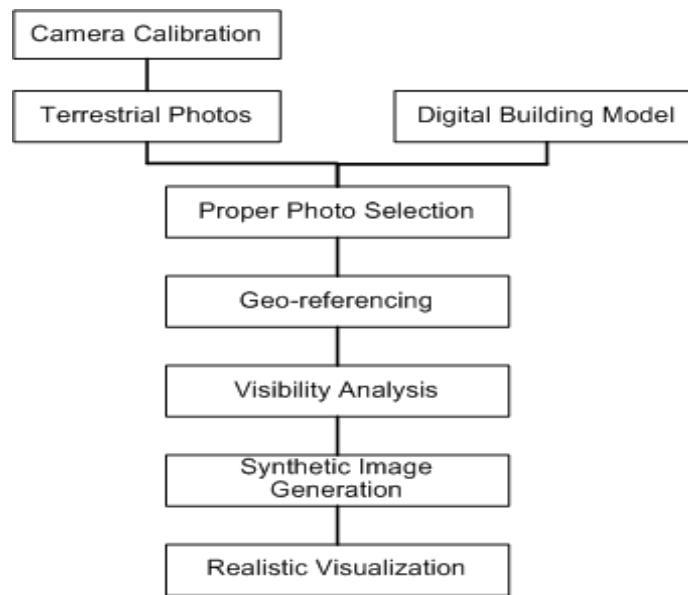 Camera Calibration
Terrestrial Photos
Digital Building Model
Proper Photo Selection
Geo-referencing
Visibility Analysis
Synthetic Image
Generation
Realistic Visualization